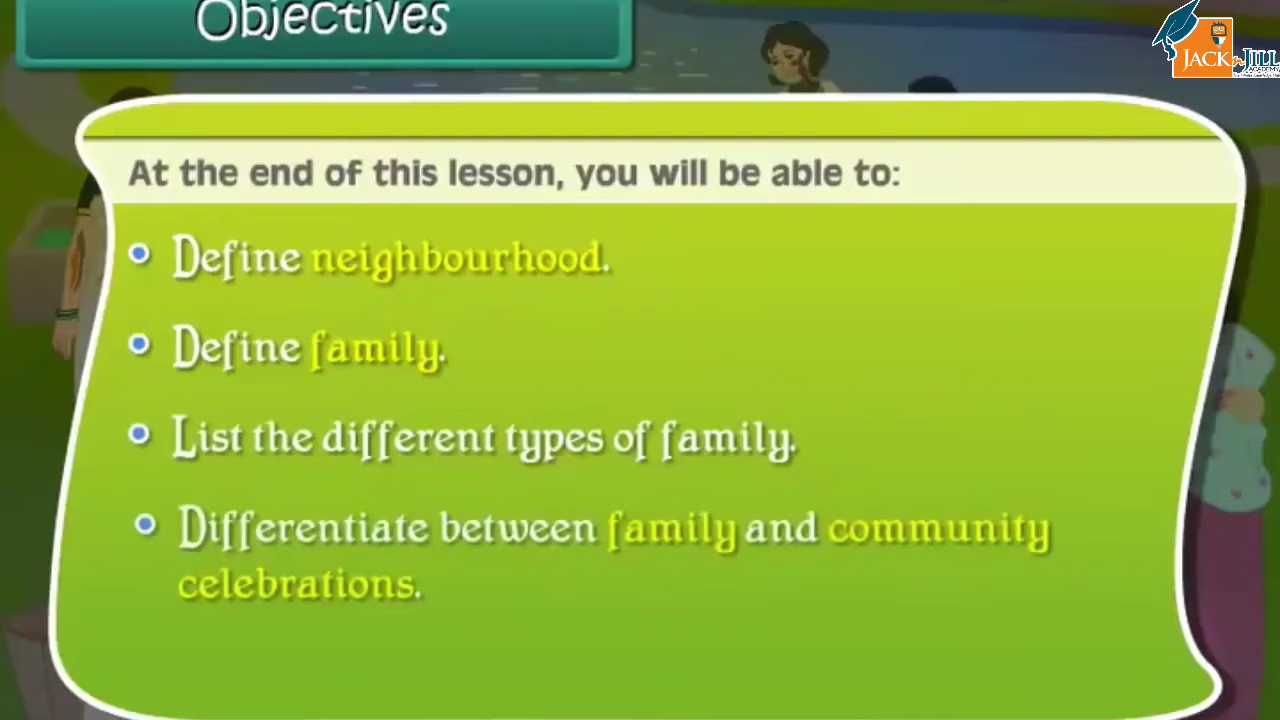 Objectives
JACK n JILL
ACADEMY
At the end of this lesson, you will be able to:
Define neighbourhood.
Define family.
List the different types of family.
Differentiate between family and community
celebrations.